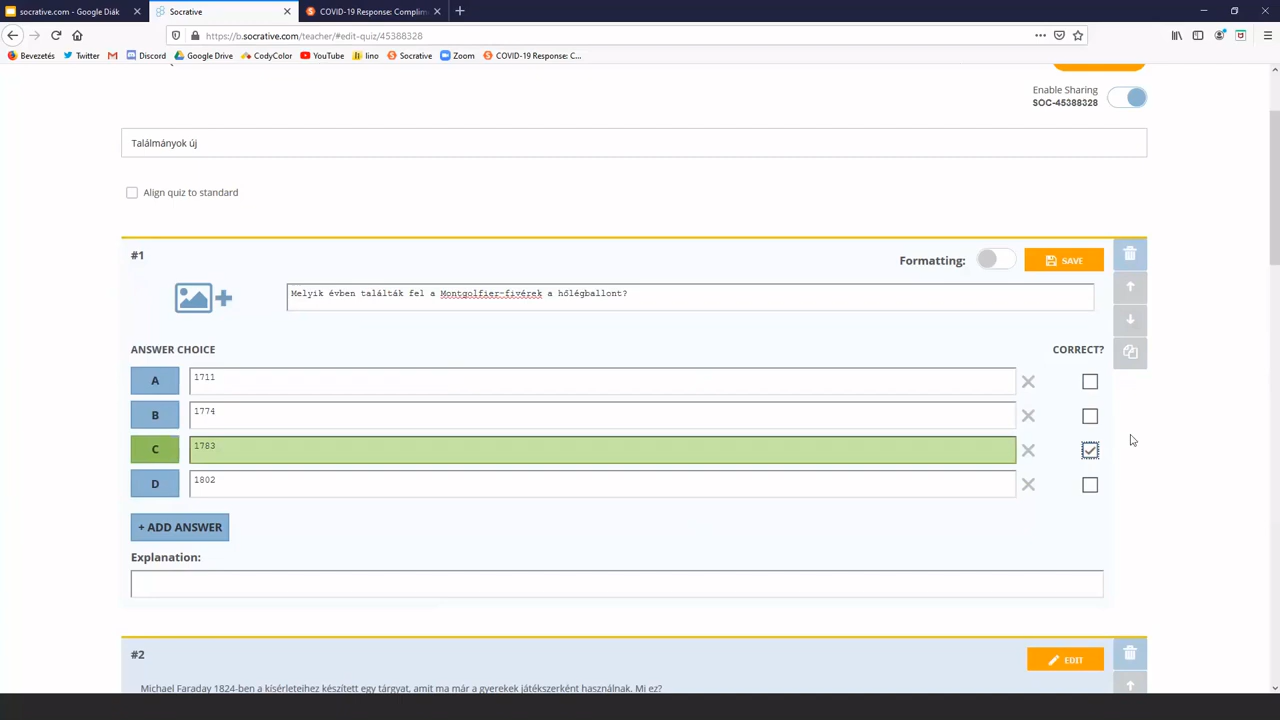 socrative.com - Google Diák
Socrative
COVID-19 Response: Complim
https://b.socrative.com/teacher/#edit-quiz/45388328
Bevezetés
Twitter
Discord
Google Drive
CodyColor
YouTube
lino
Socrative
Zoom
COVID-19 Response: C...
Enable Sharing
SOC-45388328
Találmányok új
Align quiz to standard
#1
Formatting:
SAVE
Melyik évben találták fel a Montgolfier-fivérek a hőlégballont?
ANSWER CHOICE
CORRECT?
A
1711
B
1774
C
1783
D
1802
+ ADD ANSWER
Explanation:
#2
EDIT
Michael Faraday 1824-ben a kísérleteihez készített egy tárgyat, amit ma már a gyerekek játékszerként használnak. Mi ez?